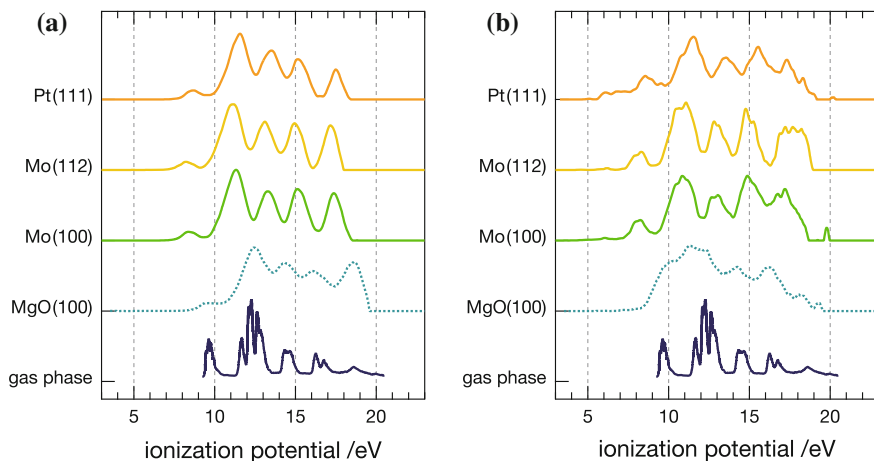 (a)
Pt(111)
Mo(112)
Mo(100)
MgO(100)
gas phase
5 10 15 20
ionization potential /eV
(b)
Pt(111)
Mo(112)
Mo(100)
MgO(100)
gas phase
5 10 15 20
ionization potential /eV